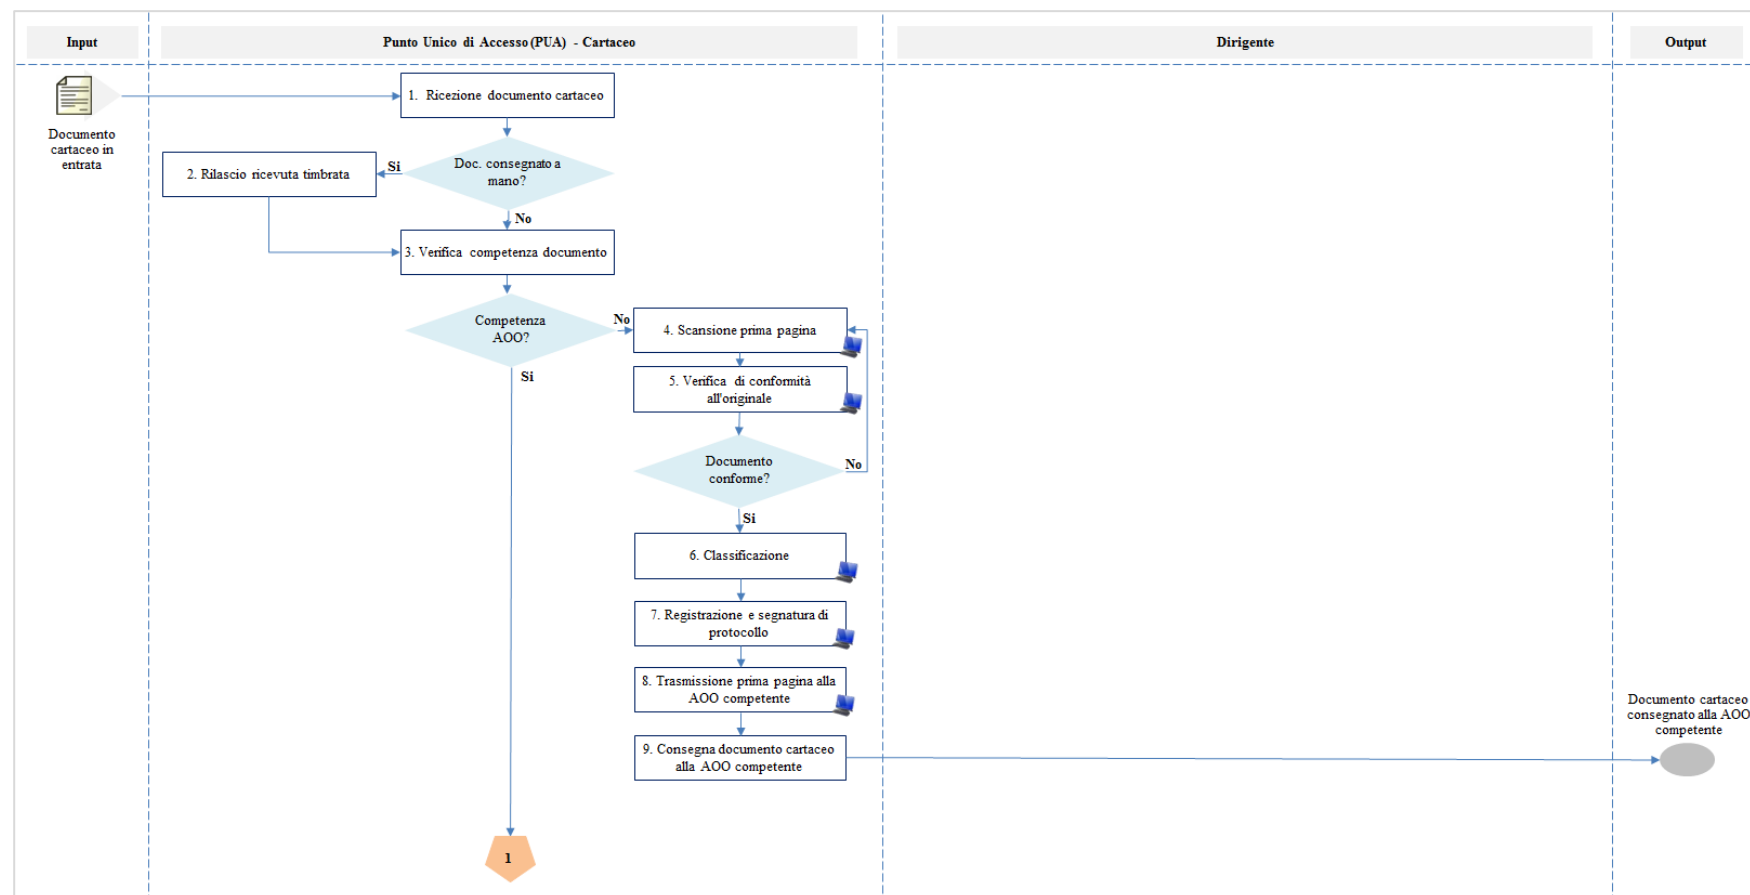 Input
Punto Unico di Accesso (PUA) - Cartaceo
Dirigente
Output
Documento
cartaceo in
entrata
1. Ricezione documento cartaceo
Doc. consegnato a
mano?
Si
2. Rilascio ricevuta timbrata
No
3. Verifica competenza documento
Competenza
AOO?
No
Si
4. Scansione prima pagina
5. Verifica di conformità
all'originale
Documento
conforme?
No
Si
6. Classificazione
7. Registrazione e segnatura di
protocollo
8. Trasmissione prima pagina alla
AOO competente
9. Consegna documento cartaceo
alla AOO competente
Documento cartaceo
consegnato alla AOO
competente
1